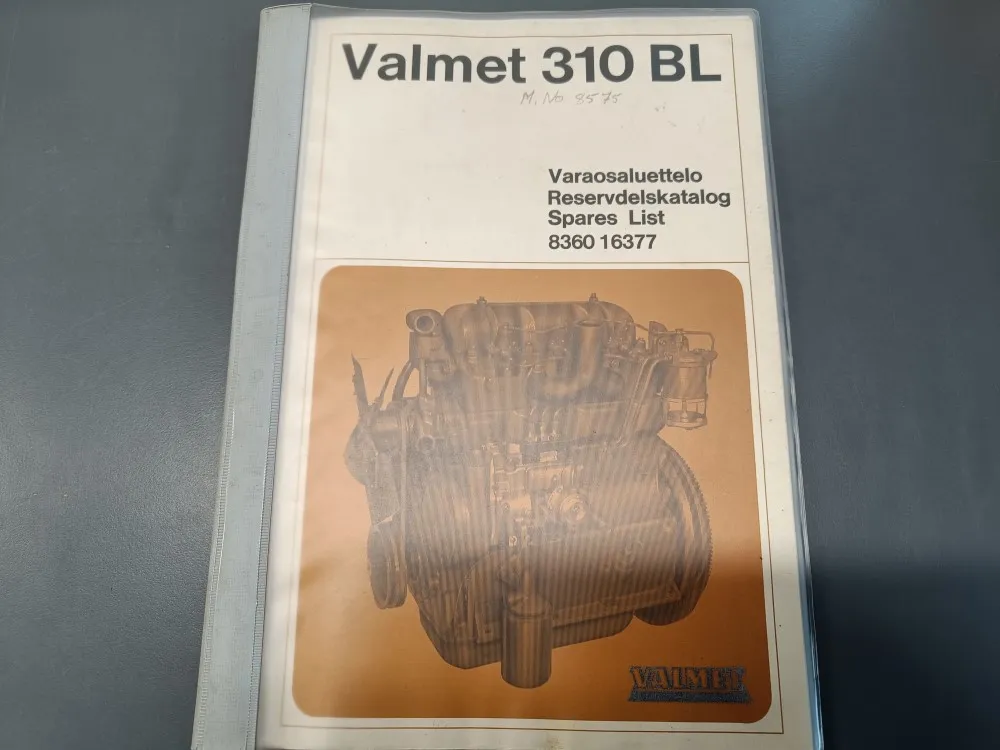 Valmet 310 BL
M. No 8575
Varaosaluettelo
Reservdelskatalog
Spares List
8360 16377
VALMET